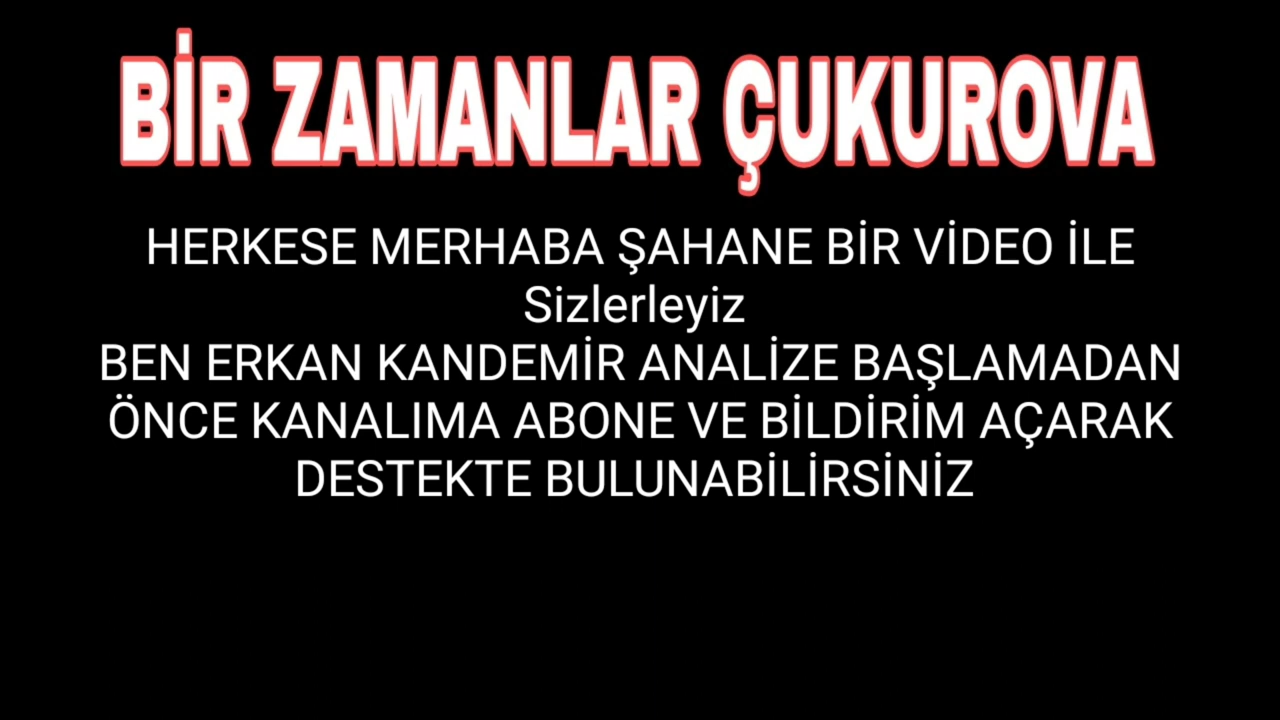 BİR ZAMANLAR ÇUKUROVA
HERKESE MERHABA ŞAHANE BİR VİDEO İLE
Sizlerleyiz
BEN ERKAN KANDEMİR ANALİZE BAŞLAMADAN
ÖNCE KANALIMA ABONE VE BİLDİRİM AÇARAK
DESTEKTE BULUNABİLİRSİNİZ